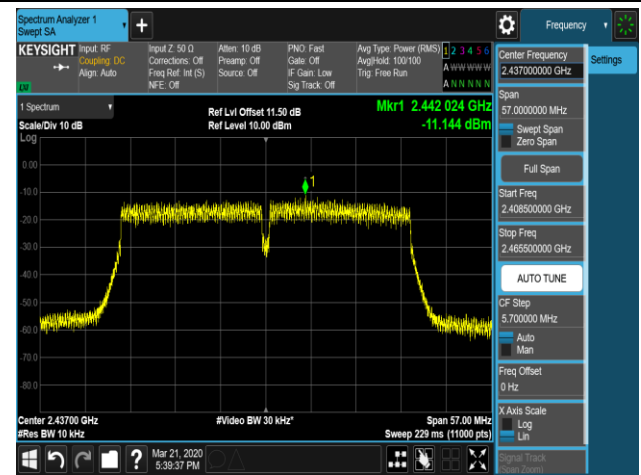 Spectrum Analyzer 1
Swept SA
Frequency
KEYSIGHT
Input: RF
Coupling: DC
Align: Auto
Input Z: 50 Ω
Corrections: Off
Freq Ref: Int (S)
NFE: Off
Atten: 10 dB
Preamp: Off
Source: Off
PNO: Fast
Gate: Off
IF Gain: Low
Sig Track: Off
Avg Type: Power (RMS)
Avg|Hold: 100/100
Trig: Free Run
1 2 3 4 5 6
A W W W W W
A N N N N N
Center Frequency
2.437000000 GHz
Settings
Span
57.0000000 MHz
Swept Span
Zero Span
Full Span
Start Freq
2.408500000 GHz
Stop Freq
2.465500000 GHz
AUTO TUNE
CF Step
5.700000 MHz
Auto
Man
Freq Offset
0 Hz
X Axis Scale
Log
Lin
Signal Track
(Span Zoom)
1 Spectrum
Scale/Div 10 dB
Ref Lvl Offset 11.50 dB
Ref Level 10.00 dBm
Mkr1 2.442 024 GHz
-11.144 dBm
Log
0.00
-10.0
-20.0
-30.0
-40.0
-50.0
-60.0
-70.0
-80.0
1
Center 2.43700 GHz
#Res BW 10 kHz
#Video BW 30 kHz*
Span 57.00 MHz
Sweep 229 ms (11000 pts)
?
Mar 21, 2020
5:39:37 PM